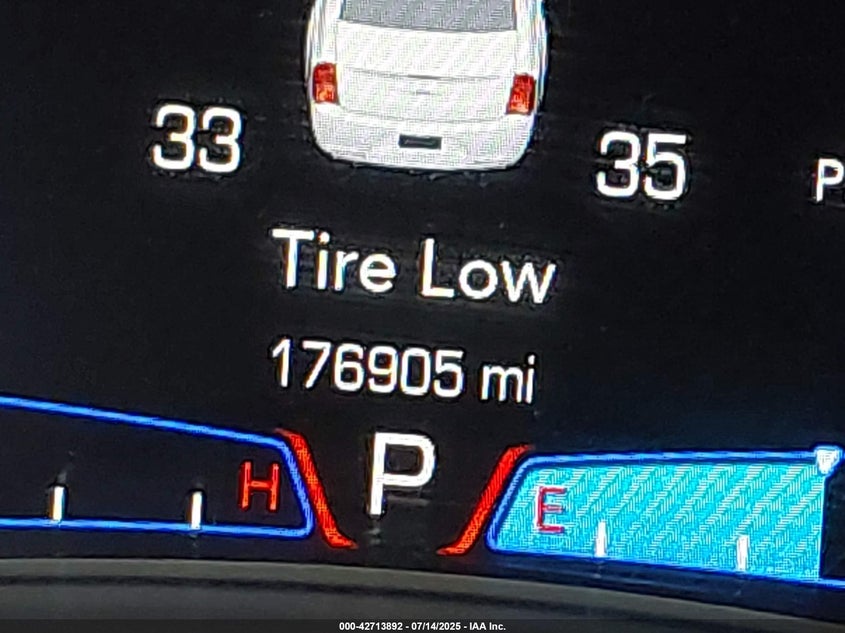 33
35
P
Tire Low
176905 mi
P
H
E
000-42713892 - 07/14/2025 - IAA Inc.